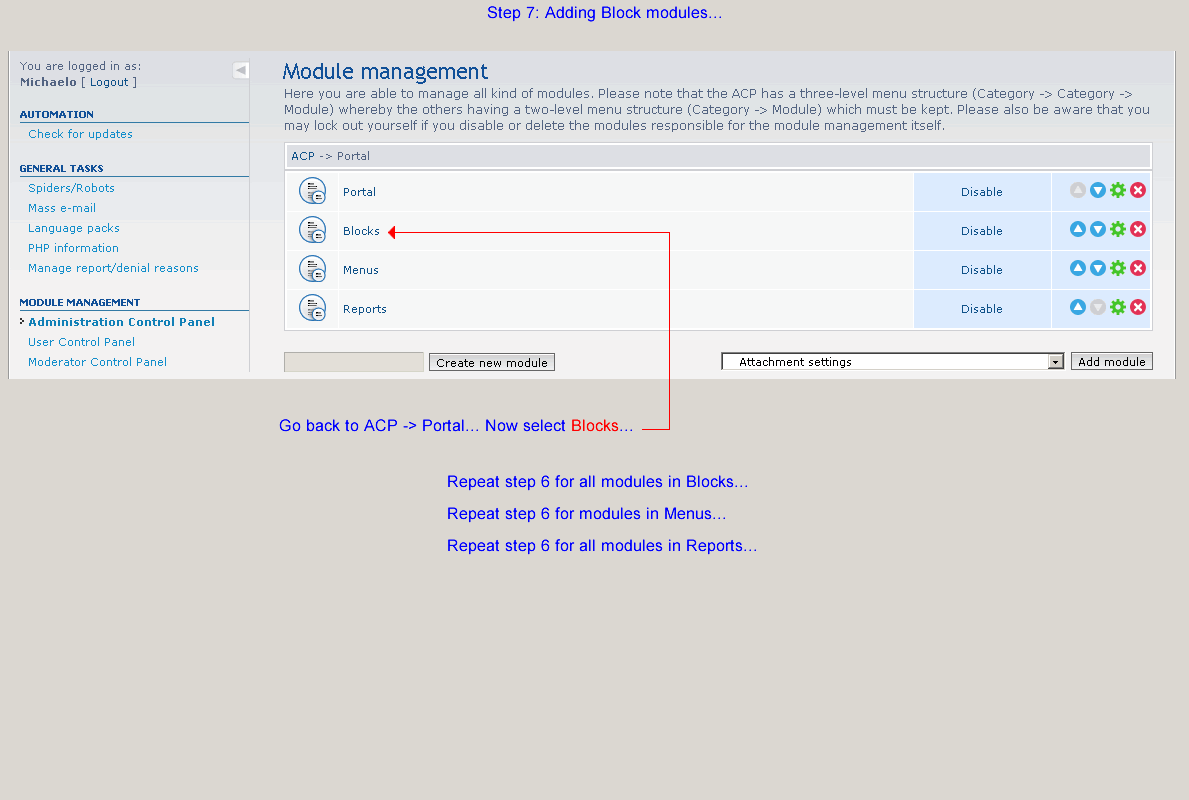 Step 7: Adding Block modules...
You are logged in as:
Michaelo [ Logout ]
AUTOMATION
Check for updates
GENERAL TASKS
Spiders/Robots
Mass e-mail
Language packs
PHP information
Manage report/denial reasons
MODULE MANAGEMENT
Administration Control Panel
User Control Panel
Moderator Control Panel
Module management
Here you are able to manage all kind of modules. Please note that the ACP has a three-level menu structure (Category -> Category ->
Module) whereby the others having a two-level menu structure (Category -> Module) which must be kept. Please also be aware that you
may lock out yourself if you disable or delete the modules responsible for the module management itself.
ACP -> Portal
Portal Disable
Blocks Disable
Menus Disable
Reports Disable
Create new module Attachment settings Add module
Go back to ACP -> Portal... Now select Blocks...
Repeat step 6 for all modules in Blocks...
Repeat step 6 for modules in Menus...
Repeat step 6 for all modules in Reports...